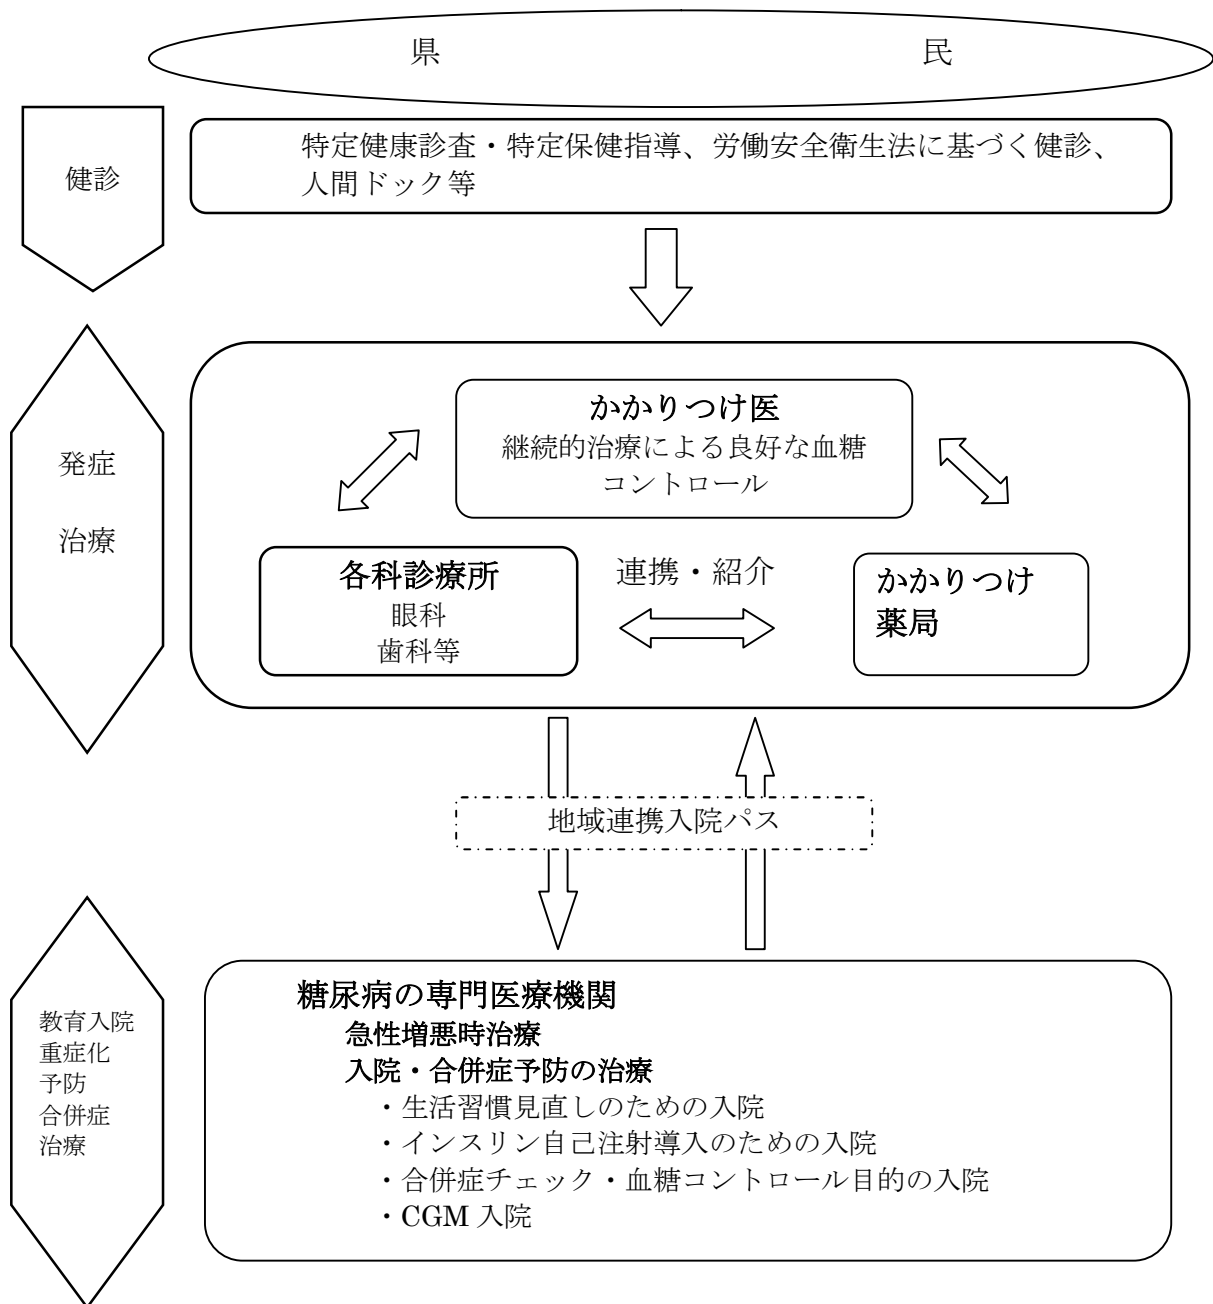 県　民
健診
特定健康診査・特定保健指導、労働安全衛生法に基づく健診、
人間ドック等
発症
治療
かかりつけ医
継続的治療による良好な血糖
コントロール
各科診療所
眼科
歯科等
連携・紹介
かかりつけ
薬局
地域連携入院パス
教育入院
重症化
予防
合併症
治療
糖尿病の専門医療機関
急性増悪時治療
入院・合併症予防の治療
・生活習慣見直しのための入院
・インスリン自己注射導入のための入院
・合併症チェック・血糖コントロール目的の入院
・CGM 入院